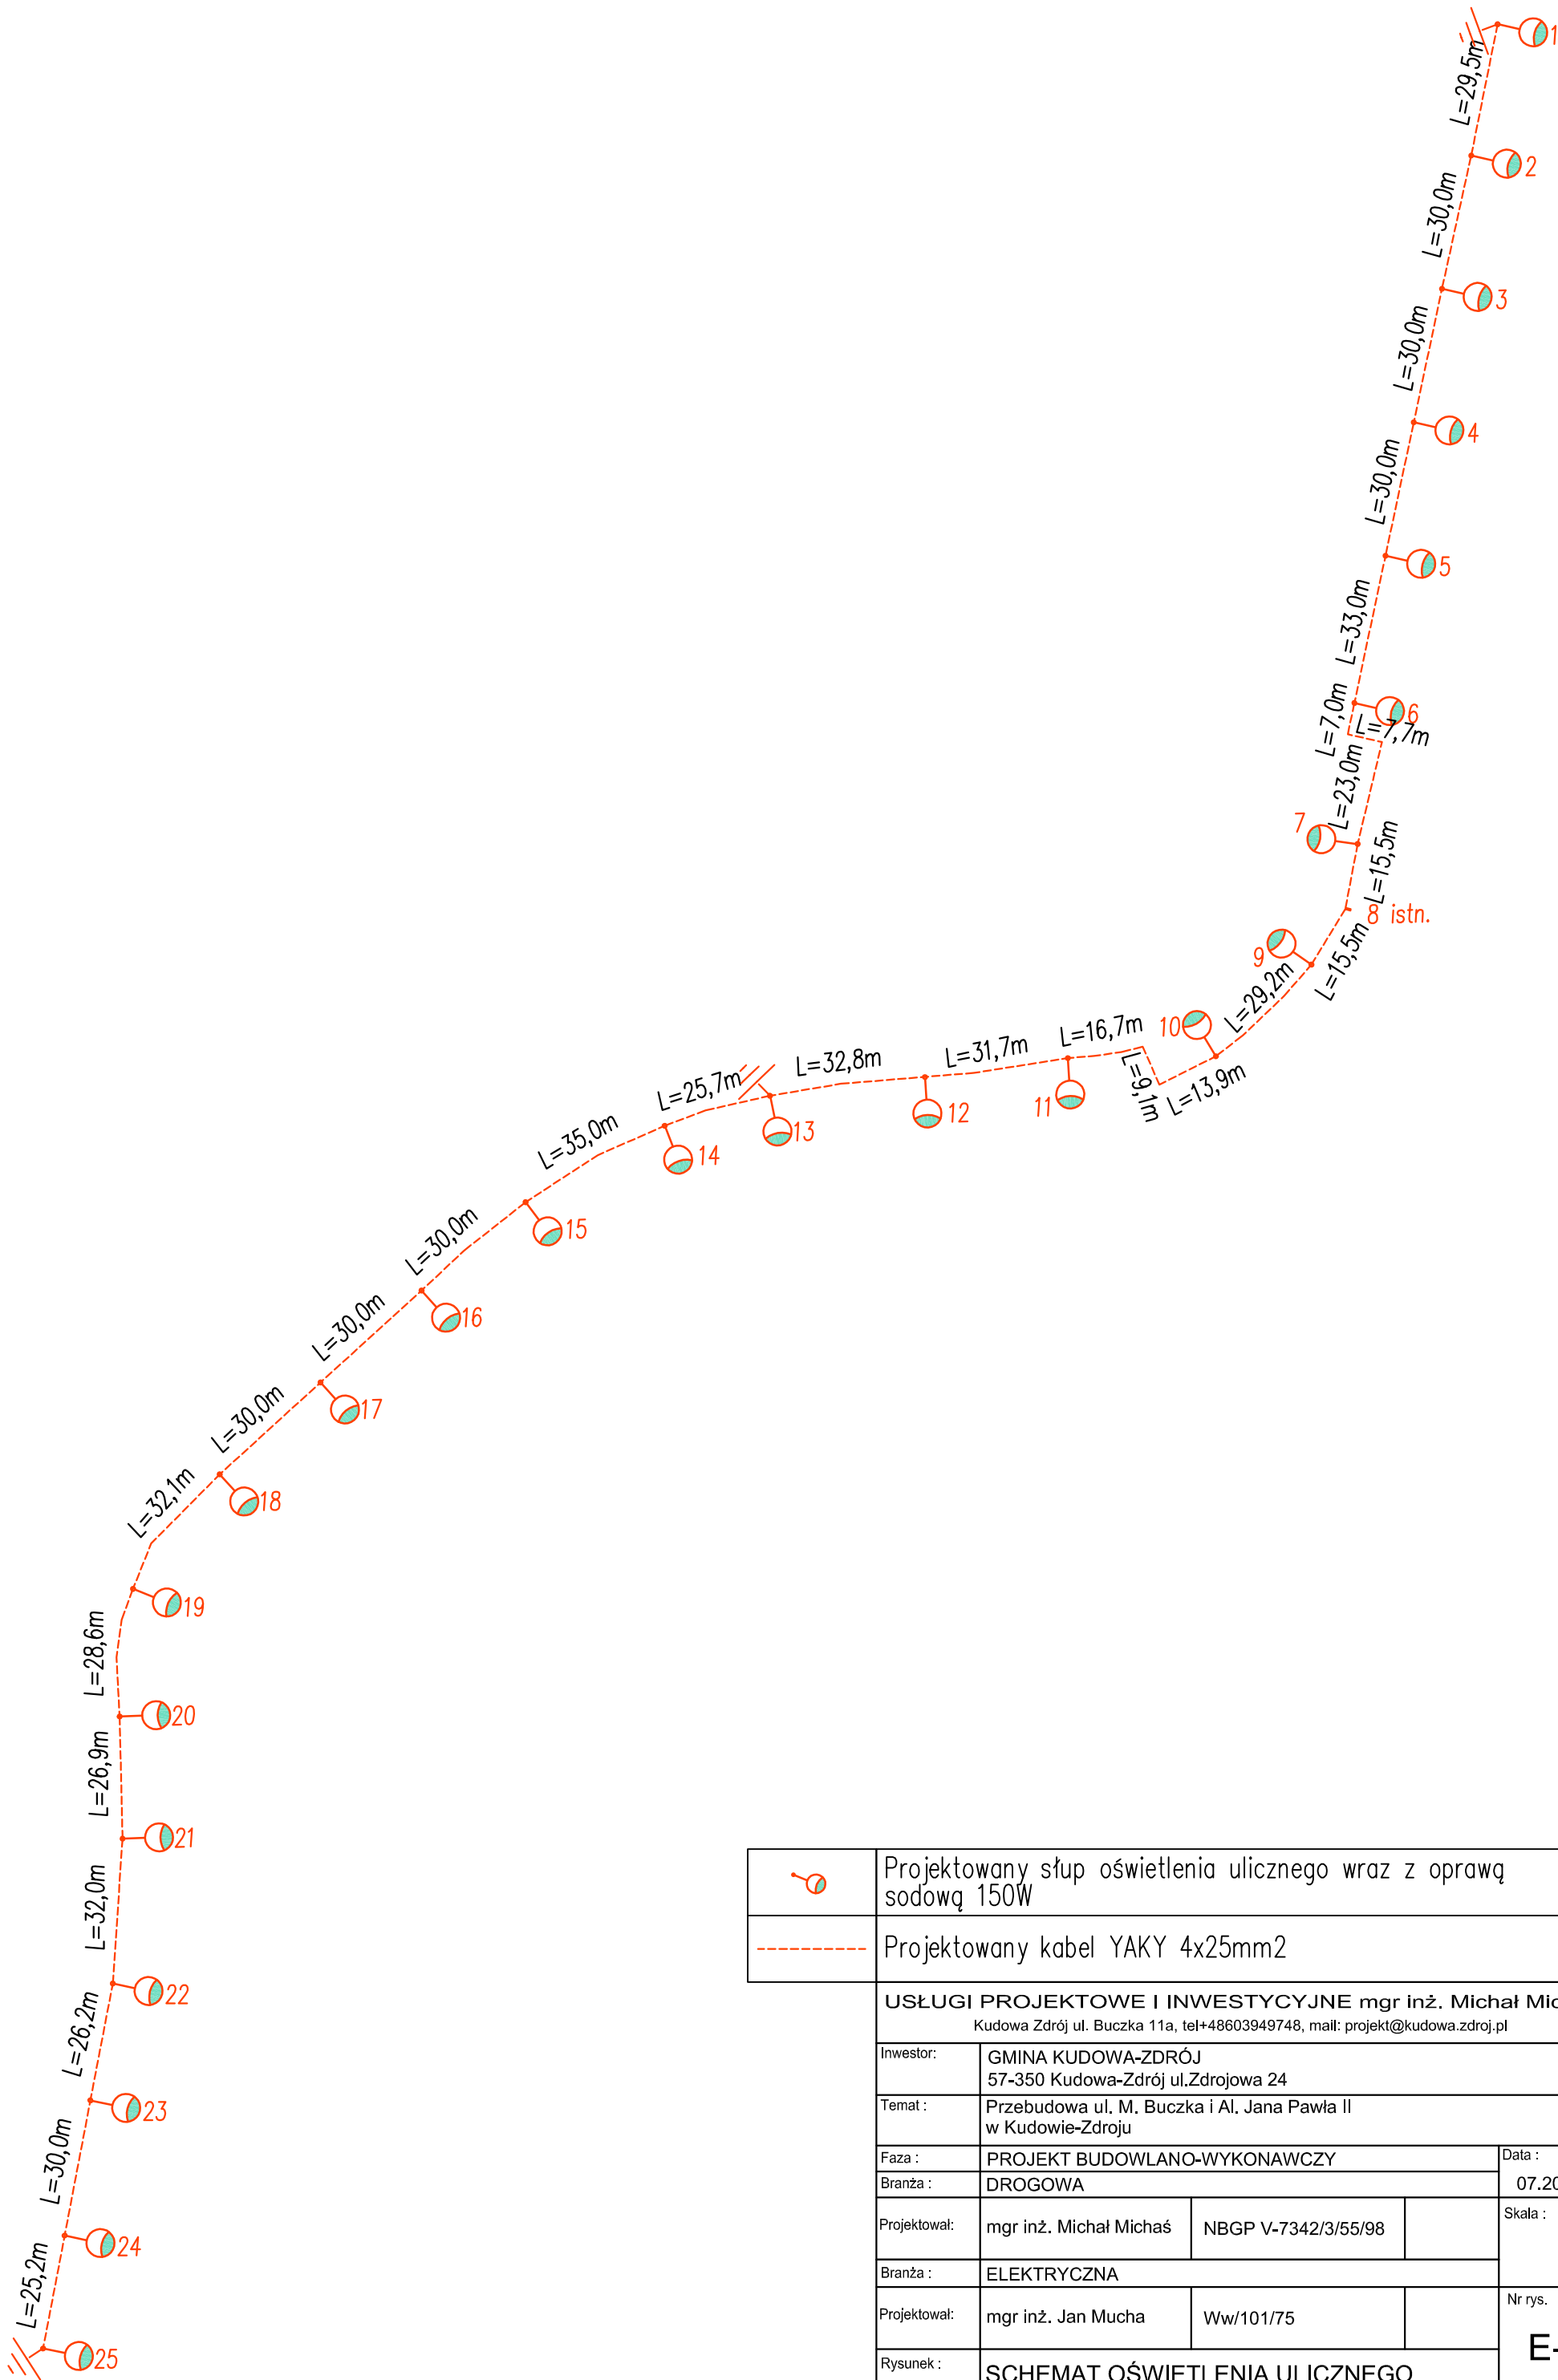 1
L=29,5m
2
L=30,0m
3
L=30,0m
4
L=30,0m
5
L=33,0m
6
L=7,0m
L=7,7m
L=23,0m
7
L=15,5m
8 istn.
L=15,5m
9
L=29,2m
10
L=13,9m
L=9,1m
L=16,7m
11
L=31,7m
12
L=32,8m
13
L=25,7m
14
L=35,0m
15
L=30,0m
16
L=30,0m
17
L=30,0m
18
L=32,1m
19
L=28,6m
20
L=26,9m
21
L=32,0m
22
L=26,2m
23
L=30,0m
24
L=25,2m
25
Projektowany słup oświetlenia ulicznego wraz z oprawą
sodową 150W
Projektowany kabel YAKY 4x25mm2
USŁUGI PROJEKTOWE I INWESTYCYJNE mgr inż. Michał
Kudowa Zdrój ul. Buczka 11a, tel+48603949748, mail: projekt@kudowa.zdroj.pl
Inwestor:
GMINA KUDOWA-ZDRÓJ
57-350 Kudowa-Zdrój ul.Zdrojowa 24
Temat :
Przebudowa ul. M. Buczka i Al. Jana Pawła II
w Kudowie-Zdroju
Faza :
PROJEKT BUDOWLANO-WYKONAWCZY
Data :
Branża :
DROGOWA
Projektował:
mgr inż. Michał Michaś
NBGP V-7342/3/55/98
Skala :
Branża :
ELEKTRYCZNA
Projektował:
mgr inż. Jan Mucha
Ww/101/75
Nr rys.
Rysunek :
SCHEMAT OŚWIETLENIA ULICZNEGO